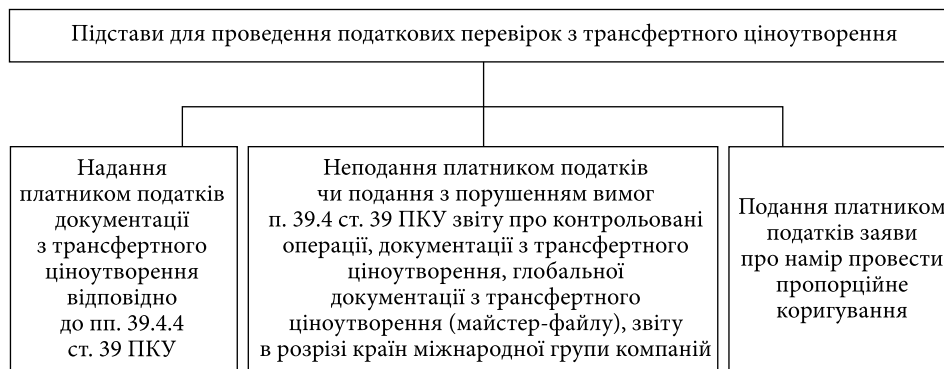 Підстави для проведення податкових перевірок з трансфертного ціноутворення
Надання
платником податків
документації
з трансфертного
ціноутворення
відповідно
до пп. 39.4.4
ст. 39 ПКУ
Неподання платником податків
чи подання з порушенням вимог
п. 39.4 ст. 39 ПКУ звіту про контрольовані
операції, документації з трансфертного
ціноутворення, глобальної
документації з трансфертного
ціноутворення (майстер-файлу), звіту
в розрізі країн міжнародної групи компаній
Подання платником
податків заяви
про намір провести
пропорційне
коригування